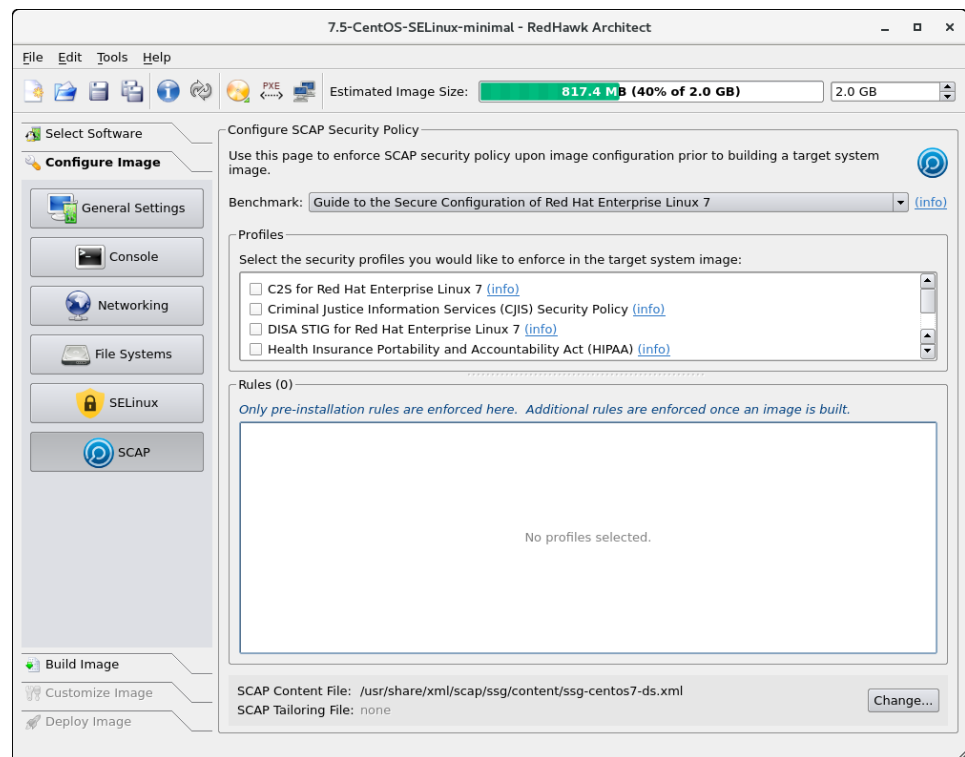 7.5-CentOS-SELinux-minimal - RedHawk Architect
File Edit Tools Help
PXE
Estimated Image Size: 817.4 MB (40% of 2.0 GB) 2.0 GB
Select Software
Configure Image
General Settings
Console
Networking
File Systems
SELinux
SCAP
Build Image
Customize Image
Deploy Image
Configure SCAP Security Policy
Use this page to enforce SCAP security policy upon image configuration prior to building a target system
image.
Benchmark: Guide to the Secure Configuration of Red Hat Enterprise Linux 7 (info)
Profiles
Select the security profiles you would like to enforce in the target system image:
C2S for Red Hat Enterprise Linux 7 (info)
Criminal Justice Information Services (CJIS) Security Policy (info)
DISA STIG for Red Hat Enterprise Linux 7 (info)
Health Insurance Portability and Accountability Act (HIPAA) (info)
Rules (0)
Only pre-installation rules are enforced here. Additional rules are enforced once an image is built.
No profiles selected.
SCAP Content File: /usr/share/xml/scap/ssg/content/ssg-centos7-ds.xml
SCAP Tailoring File: none
Change...